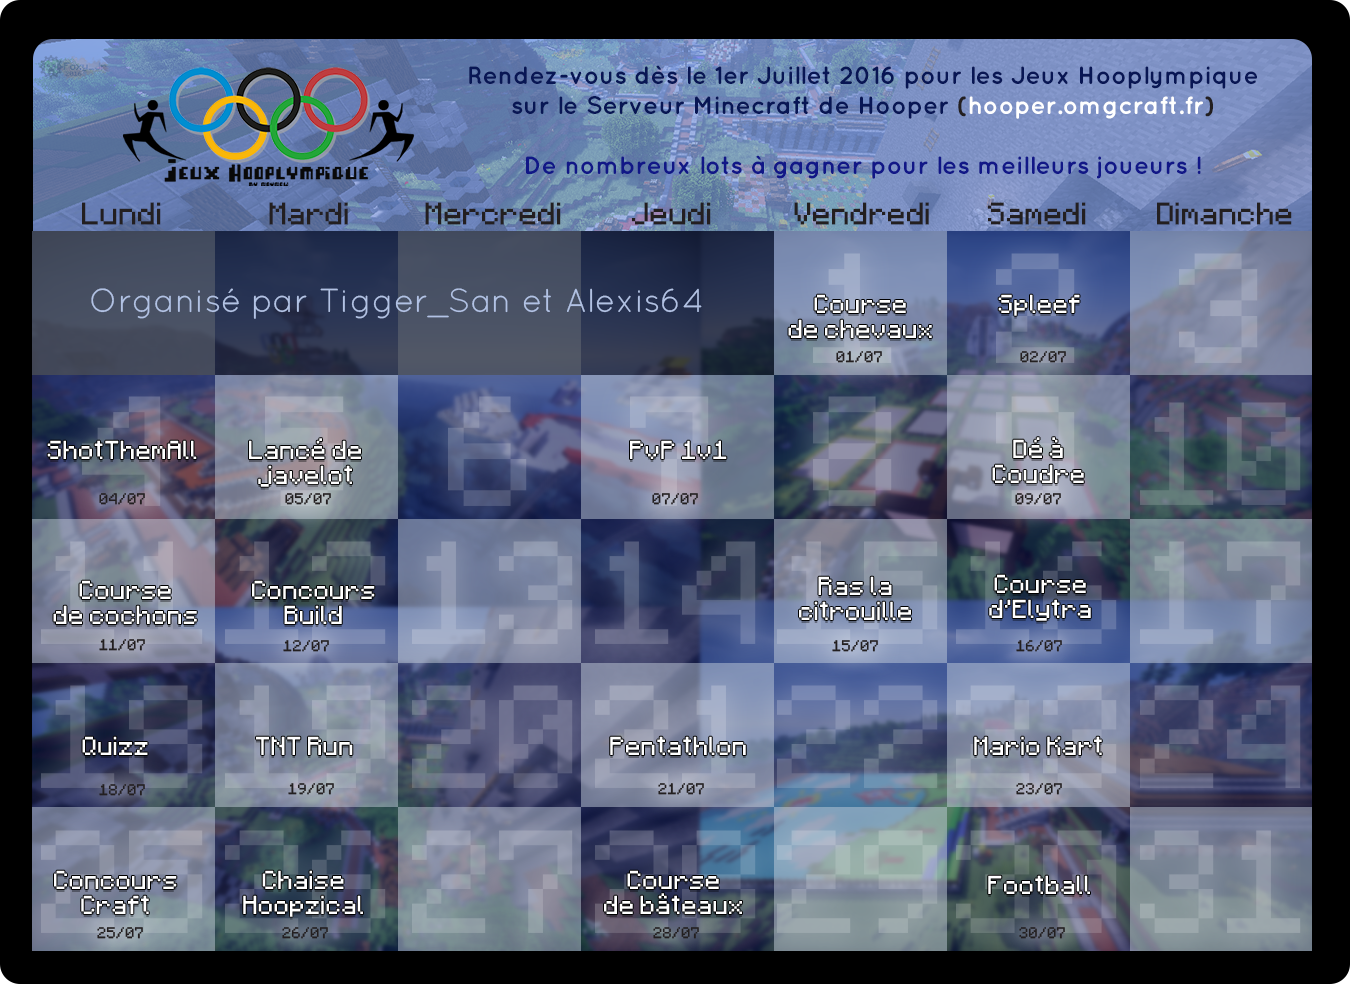 Rendez-vous dès le 1er Juillet 2016 pour les Jeux Hooplympique
sur le Serveur Minecraft de Hooper (hooper.omgcraft.fr)
De nombreux lots à gagner pour les meilleurs joueurs !
Jeux Hooplympique
Lundi Mardi Mercredi Jeudi Vendredi Samedi Dimanche
Organisé par Tigger_San et Alexis64
1
Course
de chevaux
01/07
2
Spleef
02/07
3
4
ShotThemAll
04/07
5
Lancé de
javelot
05/07
6
7
PvP 1v1
07/07
8
9
Dé à
Coudre
09/07
10
11
Course
de cochons
11/07
12
Concours
Build
12/07
13
14
15
Ras la
citrouille
15/07
16
Course
d'Elytra
16/07
17
18
Quizz
18/07
19
TNT Run
19/07
20
21
Pentathlon
21/07
22
23
Mario Kart
23/07
24
25
Concours
Craft
25/07
26
Chaise
Hoopzical
26/07
27
28
Course
de bâteaux
28/07
29
30
Football
30/07
31